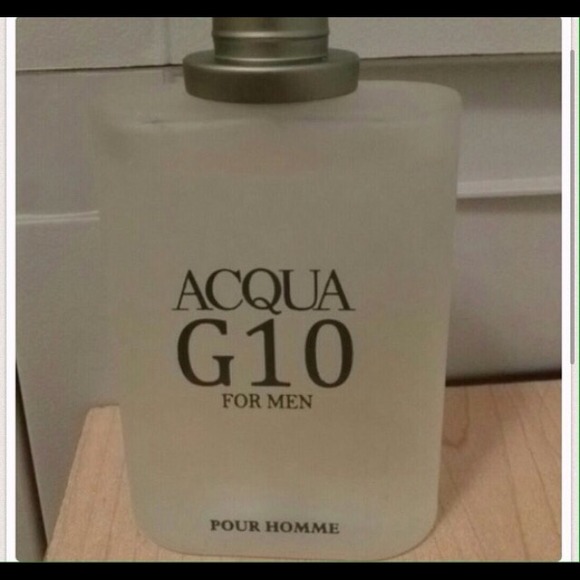 ACQUA
G10
FOR MEN
POUR HOMME